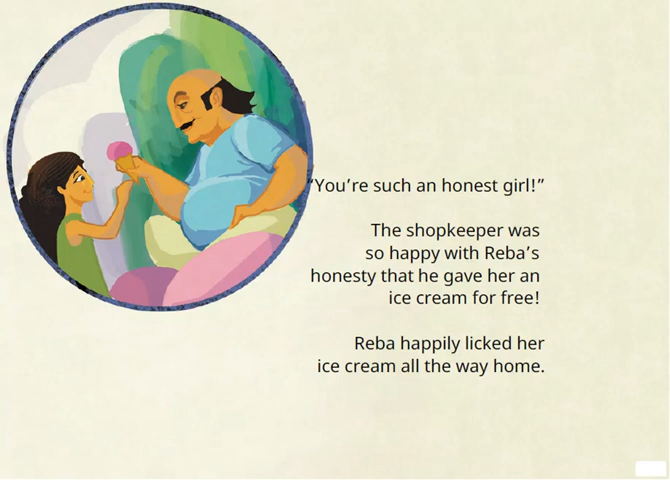 “You’re such an honest girl!”
The shopkeeper was
so happy with Reba’s
honesty that he gave her an
ice cream for free!
Reba happily licked her
ice cream all the way home.